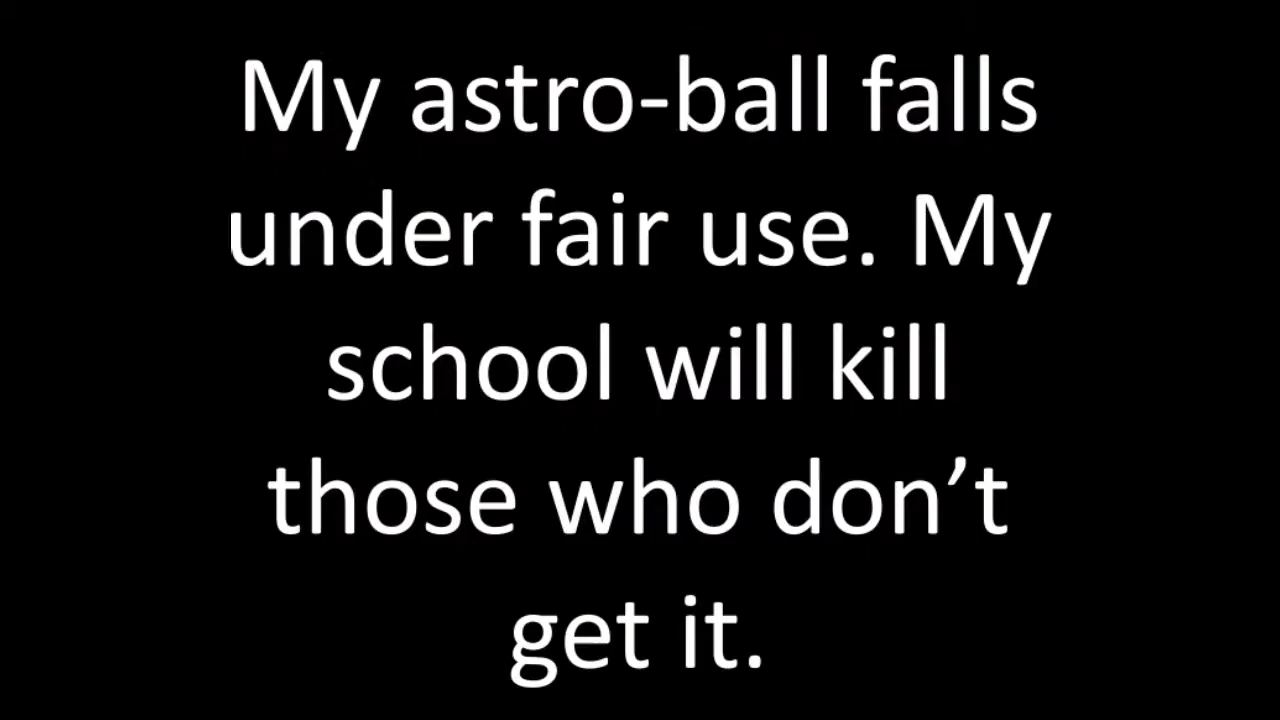 My astro-ball falls
under fair use. My
school will kill
those who don’t
get it.